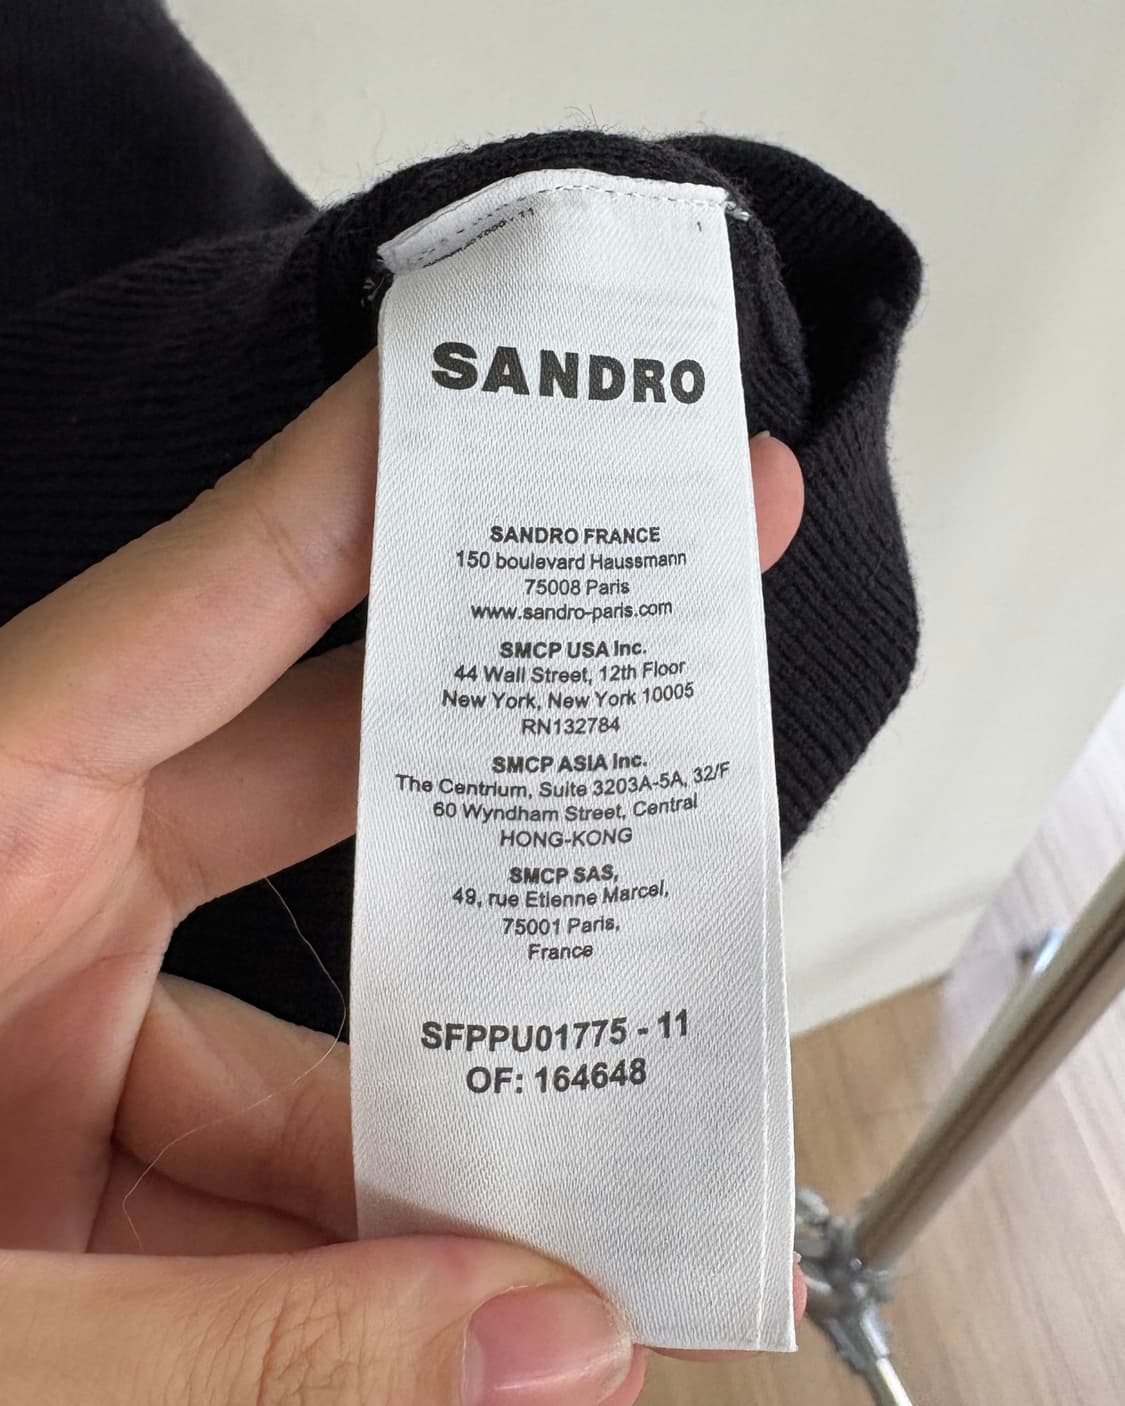 1
SANDRO
SANDRO FRANCE
150 boulevard Haussmann
75008 Paris
www.sandro-paris.com
SMCP USA Inc.
44 Wall Street, 12th Floor
New York, New York 10005
RN132784
SMCP ASIA Inc.
The Centrium, Suite 3203A-5A, 32/F
60 Wyndham Street, Central
HONG-KONG
SMCP SAS,
49, rue Etienne Marcel,
75001 Paris,
France
SFPPU01775 - 11
OF: 164648